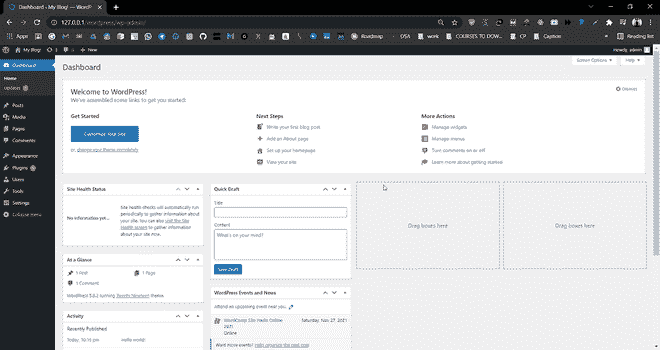 Dashboard - My Blog! — WordPr
127.0.0.1/wordpress/wp-admin/
Apps
Roadmap
DSA
work
COURSES TO DOW...
CP
Caption
Reading list
My Blog!
1
0
New
Howdy, admin
Screen Options
Help
Dashboard
Home
Updates
Posts
Media
Pages
Comments
Appearance
Plugins
Users
Tools
Settings
Collapse menu
Dashboard
Welcome to WordPress!
We've assembled some links to get you started:
Dismiss
Get Started
Customize Your Site
or, change your theme completely
Next Steps
Write your first blog post
Add an About page
Set up your homepage
View your site
More Actions
Manage widgets
Manage menus
Turn comments on or off
Learn more about getting started
Site Health Status
No information yet...
Site health checks will automatically run
periodically to gather information
about your site. You can also visit the Site
Health screen to gather information
about your site now.
At a Glance
1 Post
1 Page
1 Comment
WordPress 5.8.2 running Twenty Nineteen theme.
Activity
Recently Published
Hello world!
Quick Draft
Title
Content
What's on your mind?
Save Draft
WordPress Events and News
Attend an upcoming event near you.
WordCamp
Online
2021
Online
Saturday, Nov 27, 2021
Want more events? Help organize the next one!
Drag boxes here
Drag boxes here